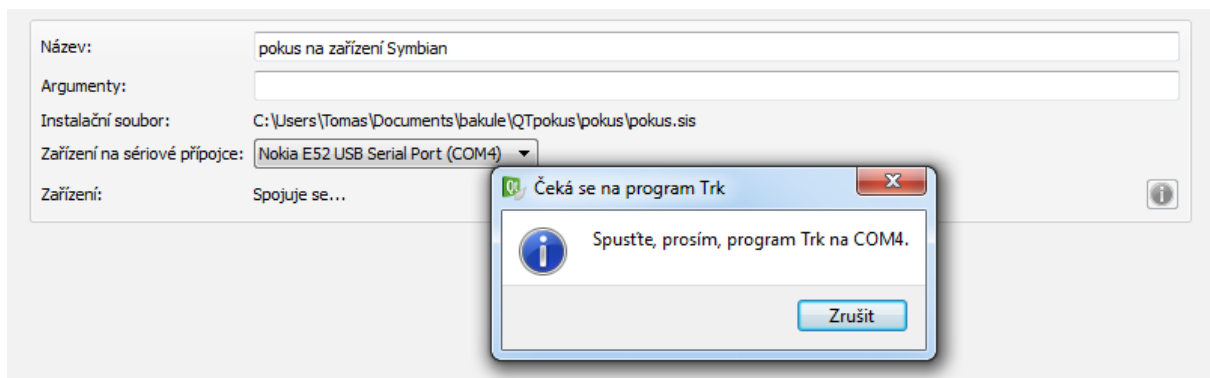 Název: pokus na zařízení Symbian
Argumenty:
Instalační soubor: C:\Users\Tomas\Documents\bakule\QTpokus\pokus\pokus.sis
Zařízení na sériové přípojce: Nokia E52 USB Serial Port (COM4)
Zařízení: Spojuje se...
Čeká se na program Trk
Spusťte, prosím, program Trk na COM4.
Zrušit